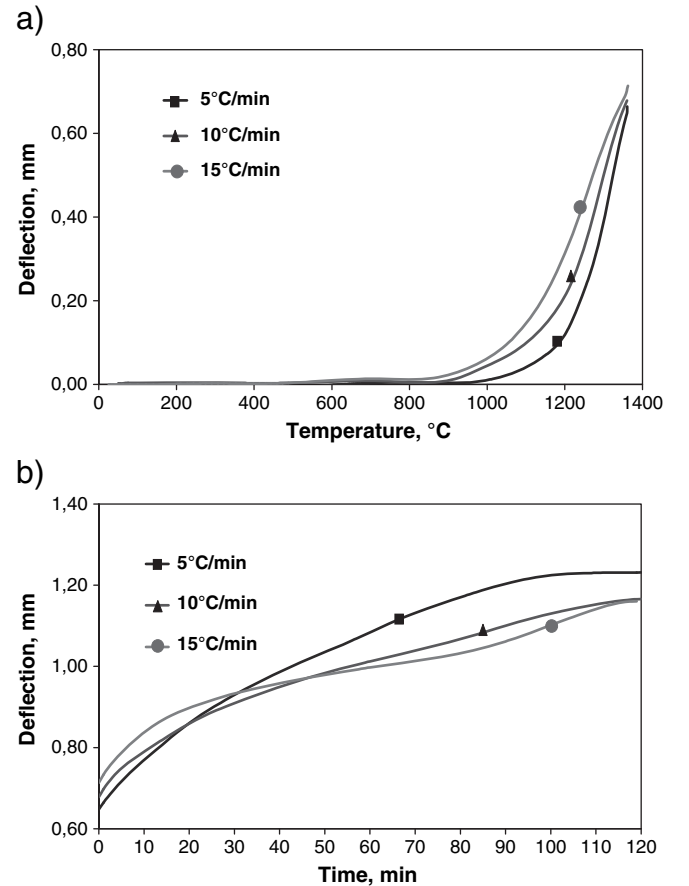 a)
0,80
0,60
0,40
0,20
0,00
Deflection, mm
5°C/min
10°C/min
15°C/min
0 200 400 600 800 1000 1200 1400
Temperature, °C
b)
1,40
1,20
1,00
0,80
0,60
Deflection, mm
5°C/min
10°C/min
15°C/min
0 10 20 30 40 50 60 70 80 90 100 110 120
Time, min